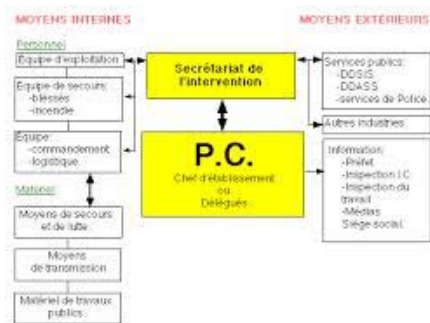 MOYENS INTERNES
Personnel
Equipe d'exploitation
Equipe de secours:
-blessés
-incendie
Equipe:
-commandement
-logistique
Matériel
Moyens de secours
et de lutte
Moyens
de transmission
Matériel de travaux
publics
Secrétariat de
l'intervention
P.C.
Chef d'établissement
ou
Délégués
MOYENS EXTÉRIEURS
Services publics:
-DDSIS
-DDASS
-services de Police
Autres industries
Information:
-Préfet
-Inspection I.C.
-Inspection du
travail
-Médias
Siège social